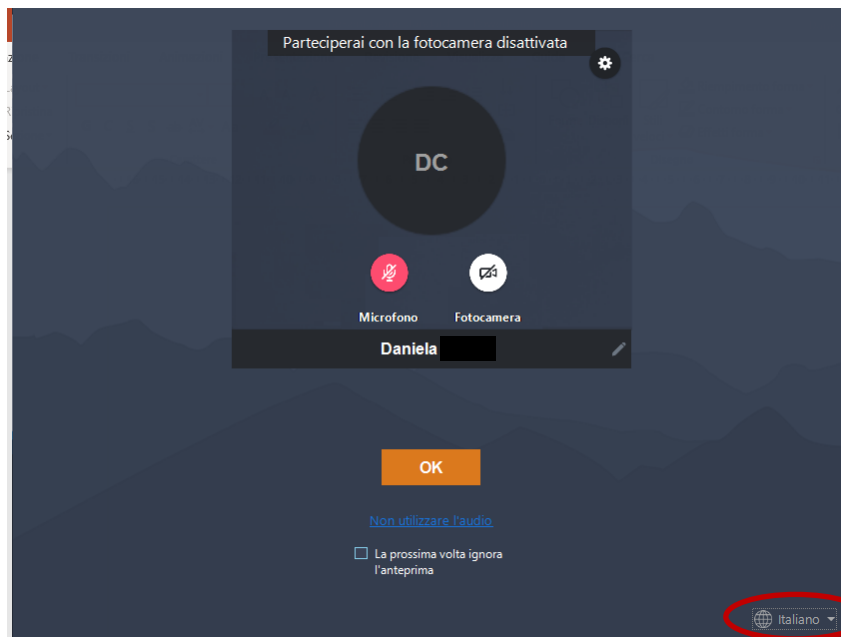 Parteciperai con la fotocamera disattivata
DC
Microfono Fotocamera
Daniela
OK
Non utilizzare l'audio
La prossima volta ignora
l'anteprima
Italiano